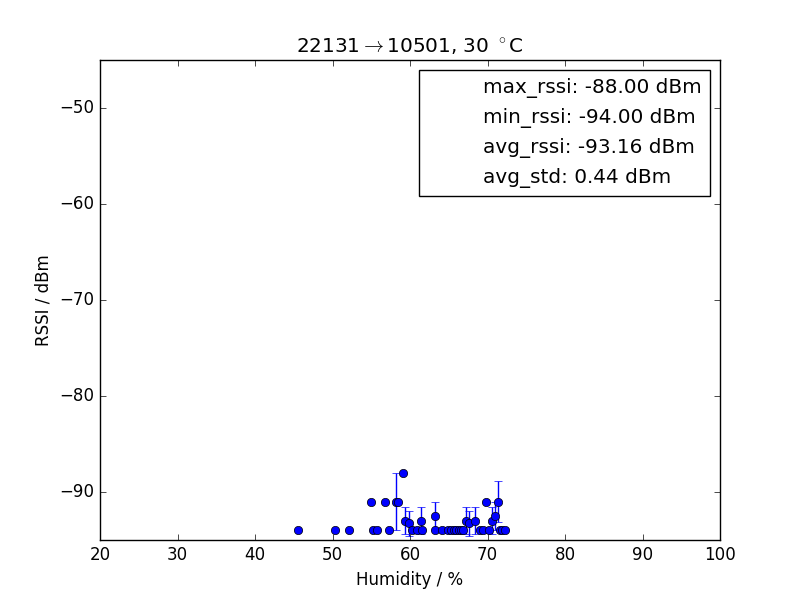 22131→10501, 30 °C
max_rssi: -88.00 dBm
min_rssi: -94.00 dBm
avg_rssi: -93.16 dBm
avg_std: 0.44 dBm
RSSI / dBm
−50
−60
−70
−80
−90
20 30 40 50 60 70 80 90 100
Humidity / %